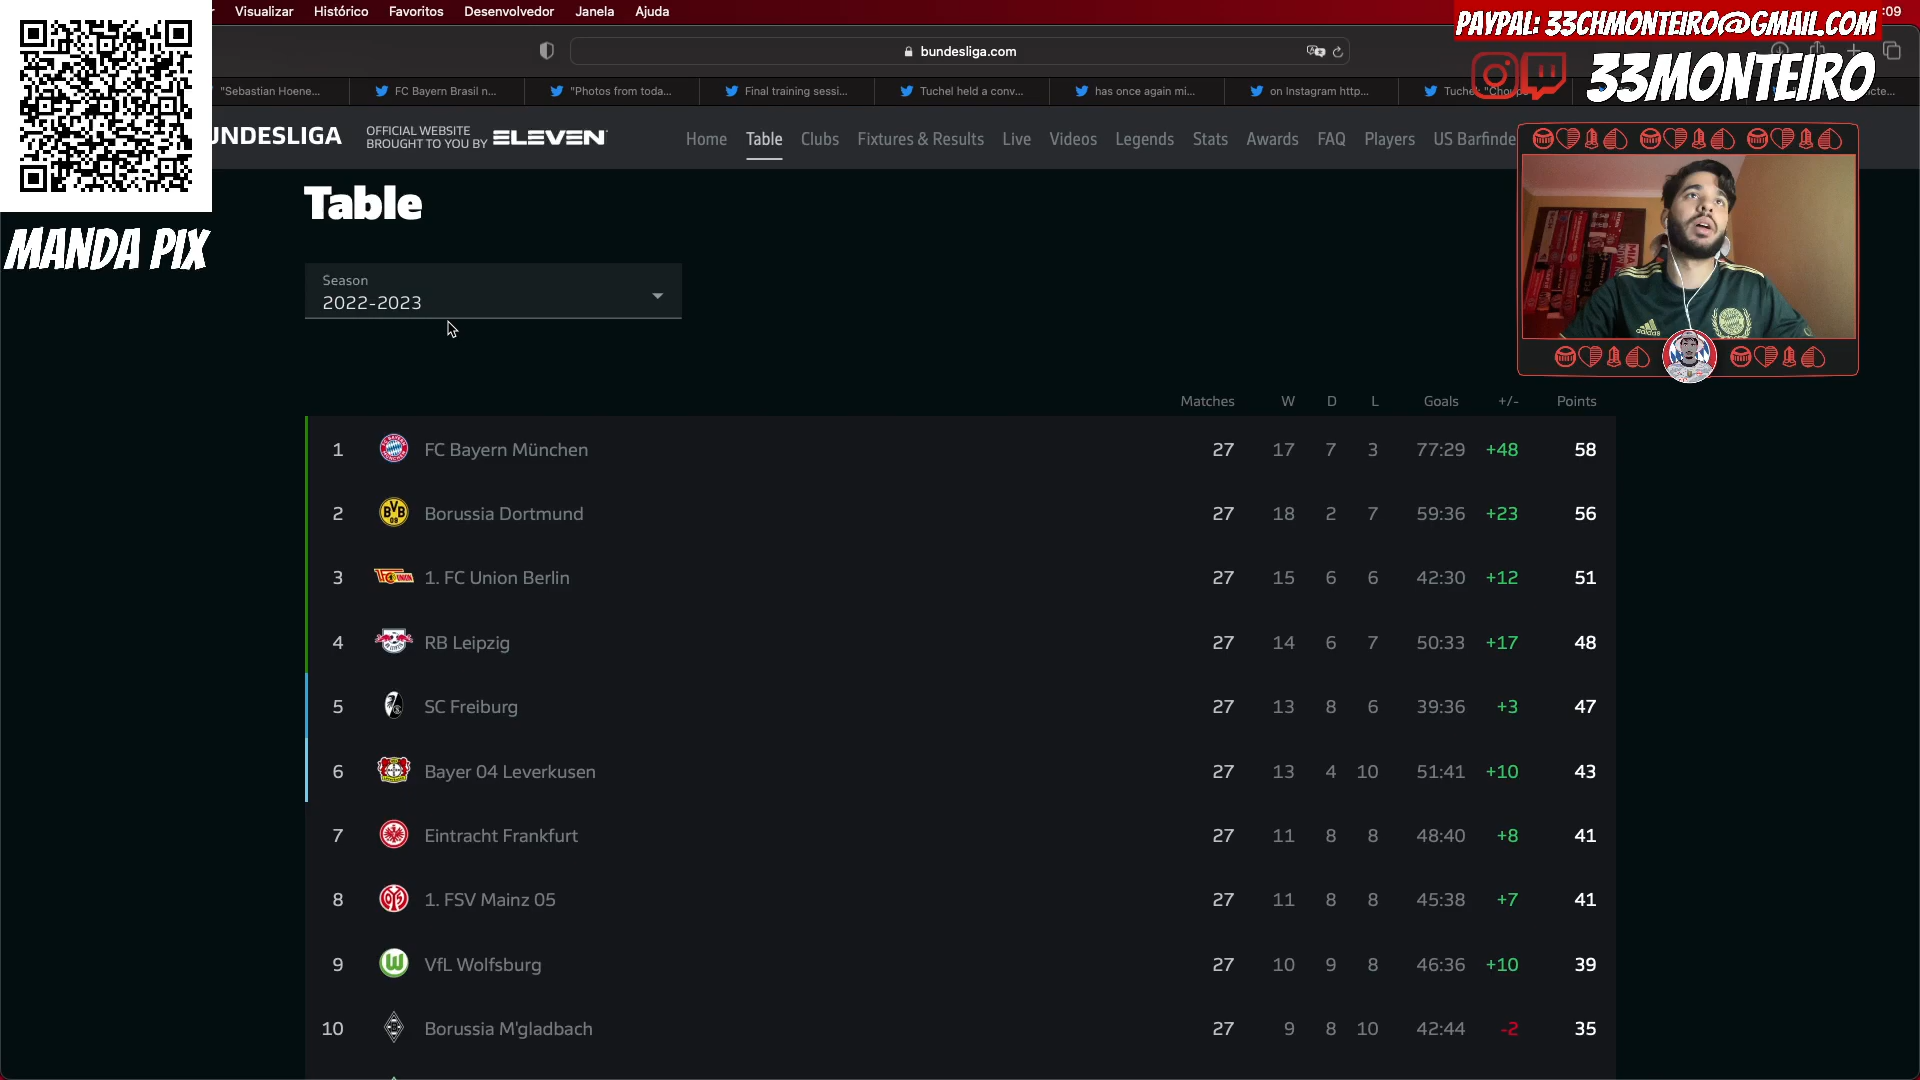 Visualizar Histórico Favoritos Desenvolvedor Janela Ajuda
:09
PAYPAL: 33CHMONTEIRO@GMAIL.COM
bundesliga.com
33MONTEIRO
"Sebastian Hoene... FC Bayern Brasil n... "Photos from toda... Final training sessi... Tuchel held a conv... has once again mi... on Instagram http...
UNDESLIGA
OFFICIAL WEBSITE
BROUGHT TO YOU BY ELEVEN
Home Table Clubs Fixtures & Results Live Videos Legends Stats Awards FAQ Players US Barfinde
MANDA PIX
Table
Season
2022-2023
Matches W D L Goals +/- Points
1 FC Bayern München 27 17 7 3 77:29 +48 58
2 Borussia Dortmund 27 18 2 7 59:36 +23 56
3 1. FC Union Berlin 27 15 6 6 42:30 +12 51
4 RB Leipzig 27 14 6 7 50:33 +17 48
5 SC Freiburg 27 13 8 6 39:36 +3 47
6 Bayer 04 Leverkusen 27 13 4 10 51:41 +10 43
7 Eintracht Frankfurt 27 11 8 8 48:40 +8 41
8 1. FSV Mainz 05 27 11 8 8 45:38 +7 41
9 VfL Wolfsburg 27 10 9 8 46:36 +10 39
10 Borussia M'gladbach 27 9 8 10 42:44 -2 35